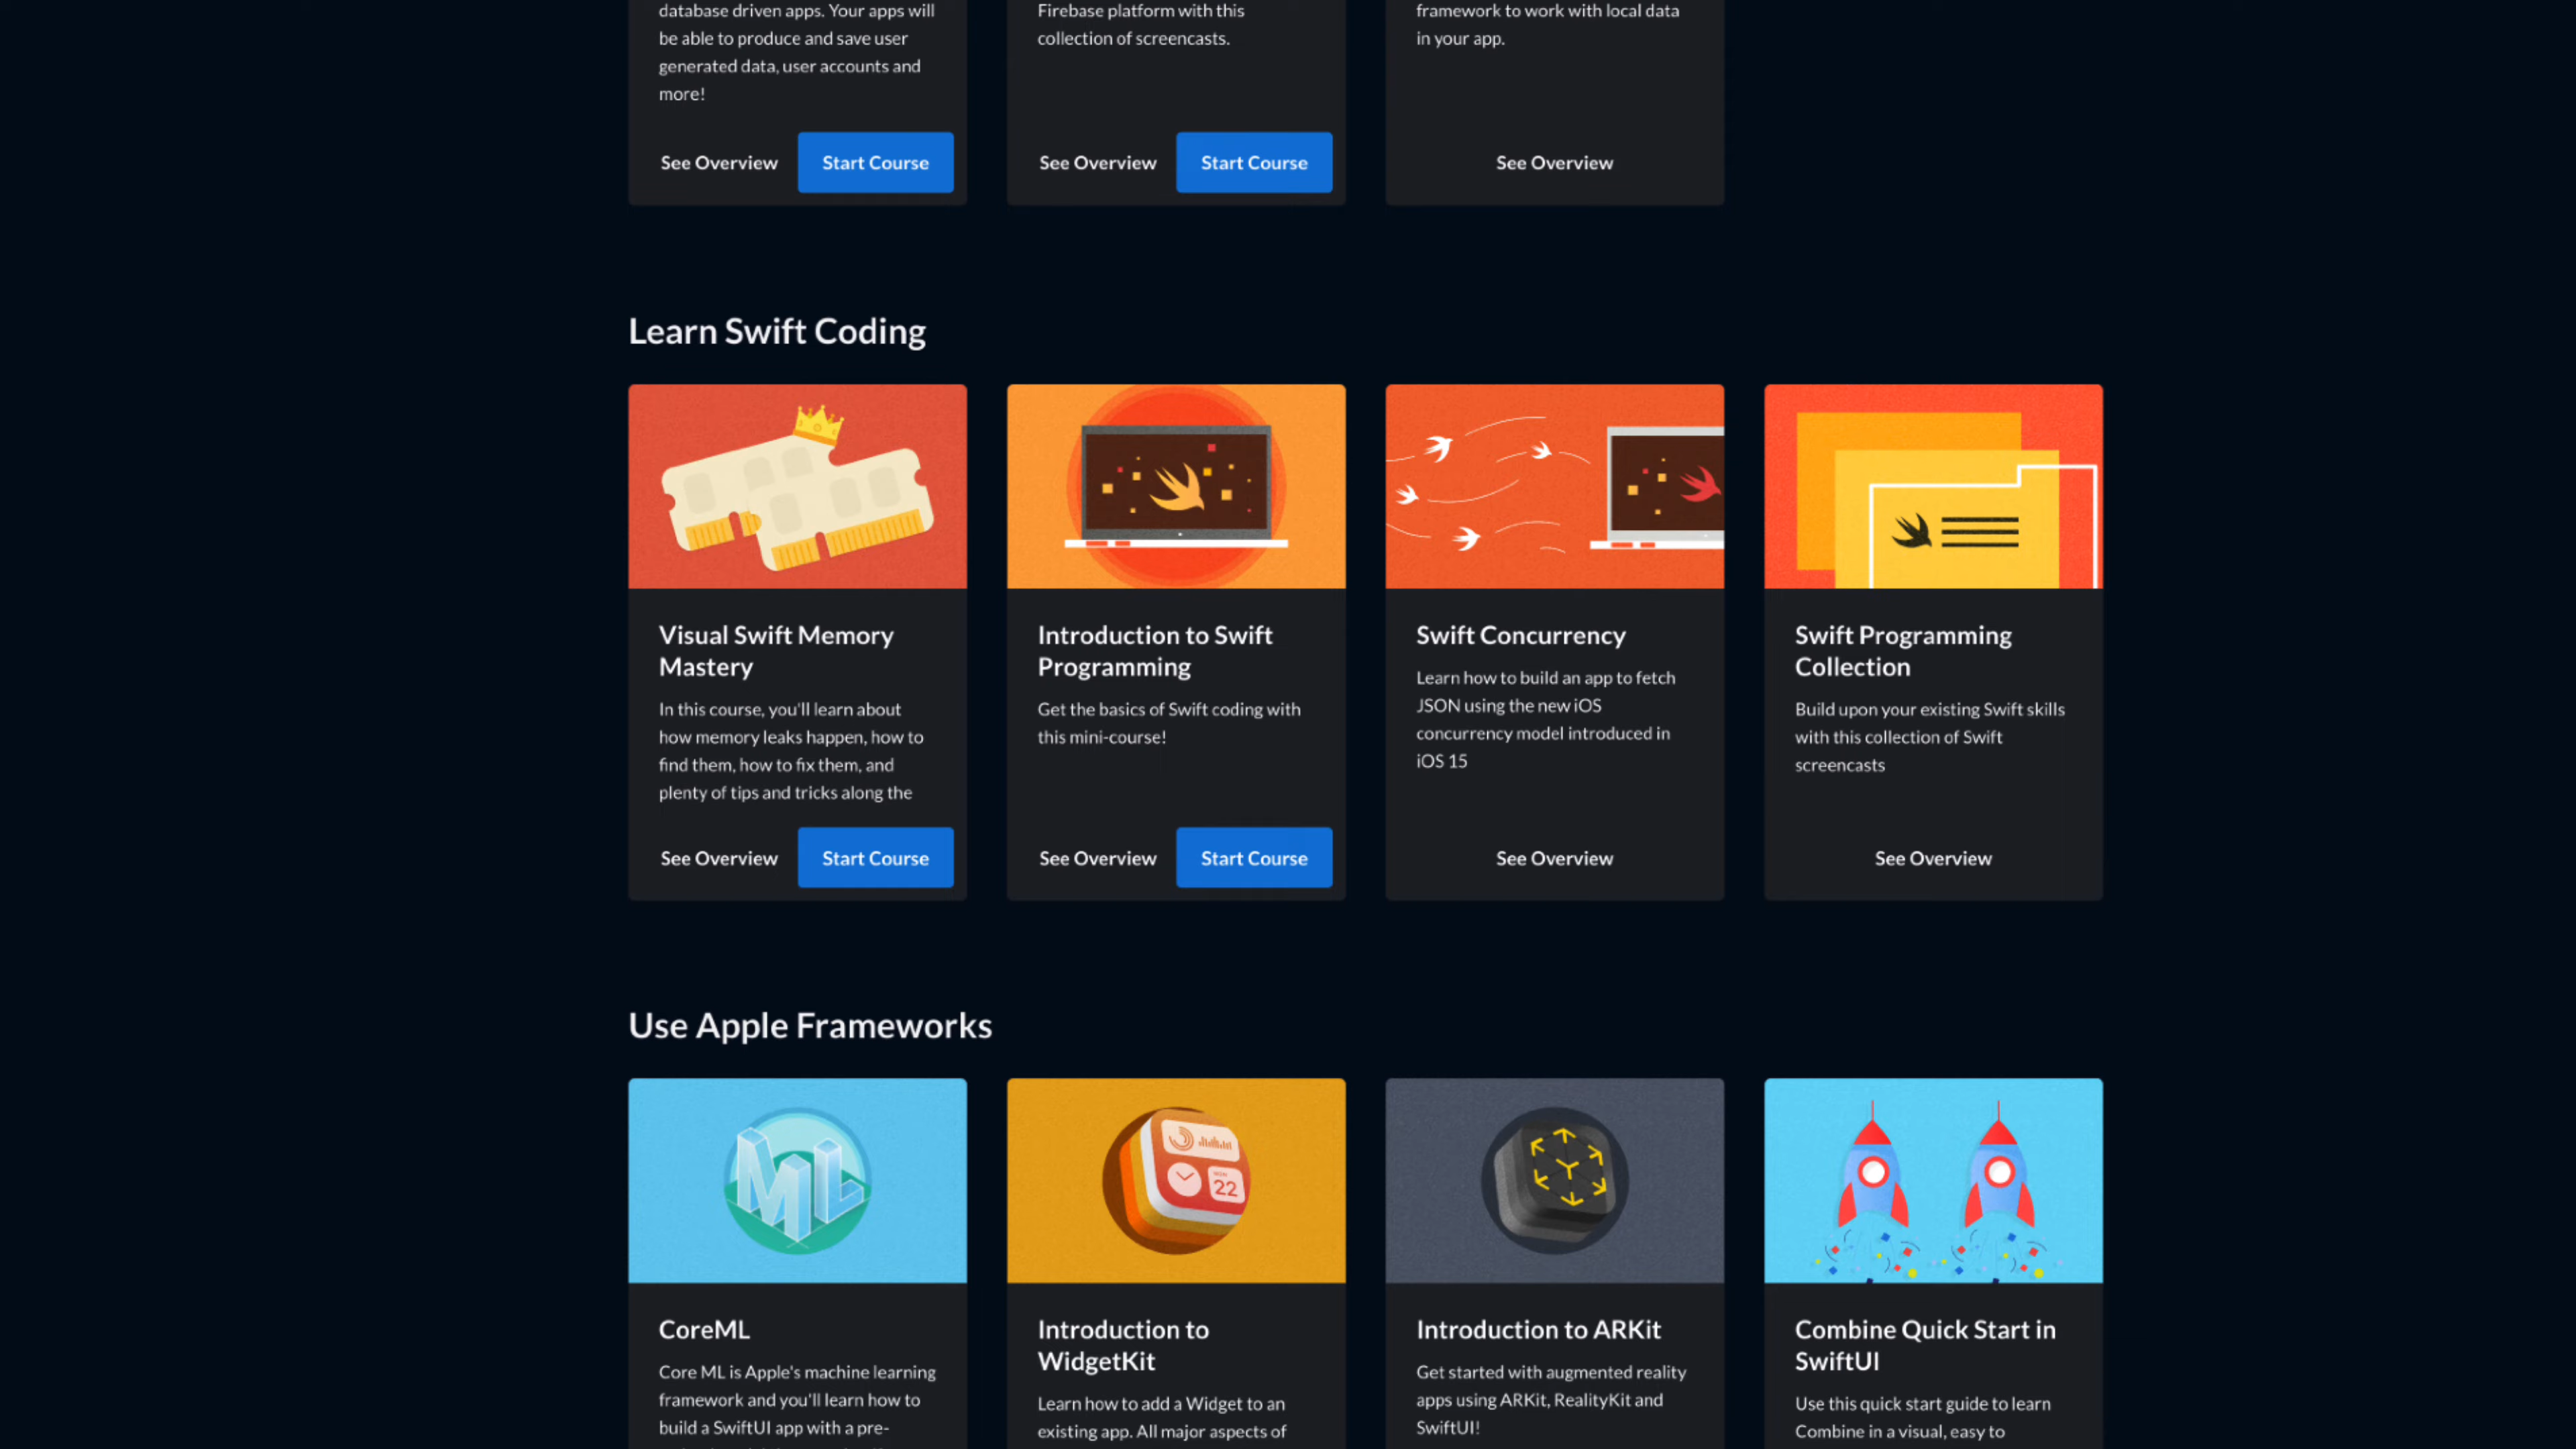 database driven apps. Your apps will
be able to produce and save user
generated data, user accounts and
more!
See Overview
Start Course
Firebase platform with this
collection of screencasts.
See Overview
Start Course
framework to work with local data
in your app.
See Overview
Learn Swift Coding
Visual Swift Memory
Mastery
In this course, you'll learn about
how memory leaks happen, how to
find them, how to fix them, and
plenty of tips and tricks along the
See Overview
Start Course
Introduction to Swift
Programming
Get the basics of Swift coding with
this mini-course!
See Overview
Start Course
Swift Concurrency
Learn how to build an app to fetch
JSON using the new iOS
concurrency model introduced in
iOS 15
See Overview
Swift Programming
Collection
Build upon your existing Swift skills
with this collection of Swift
screencasts
See Overview
Use Apple Frameworks
ML
CoreML
Core ML is Apple's machine learning
framework and you'll learn how to
build a SwiftUI app with a pre-
22
Introduction to
WidgetKit
Learn how to add a Widget to an
existing app. All major aspects of
Introduction to ARKit
Get started with augmented reality
apps using ARKit, RealityKit and
SwiftUI!
Combine Quick Start in
SwiftUI
Use this quick start guide to learn
Combine in a visual, easy to